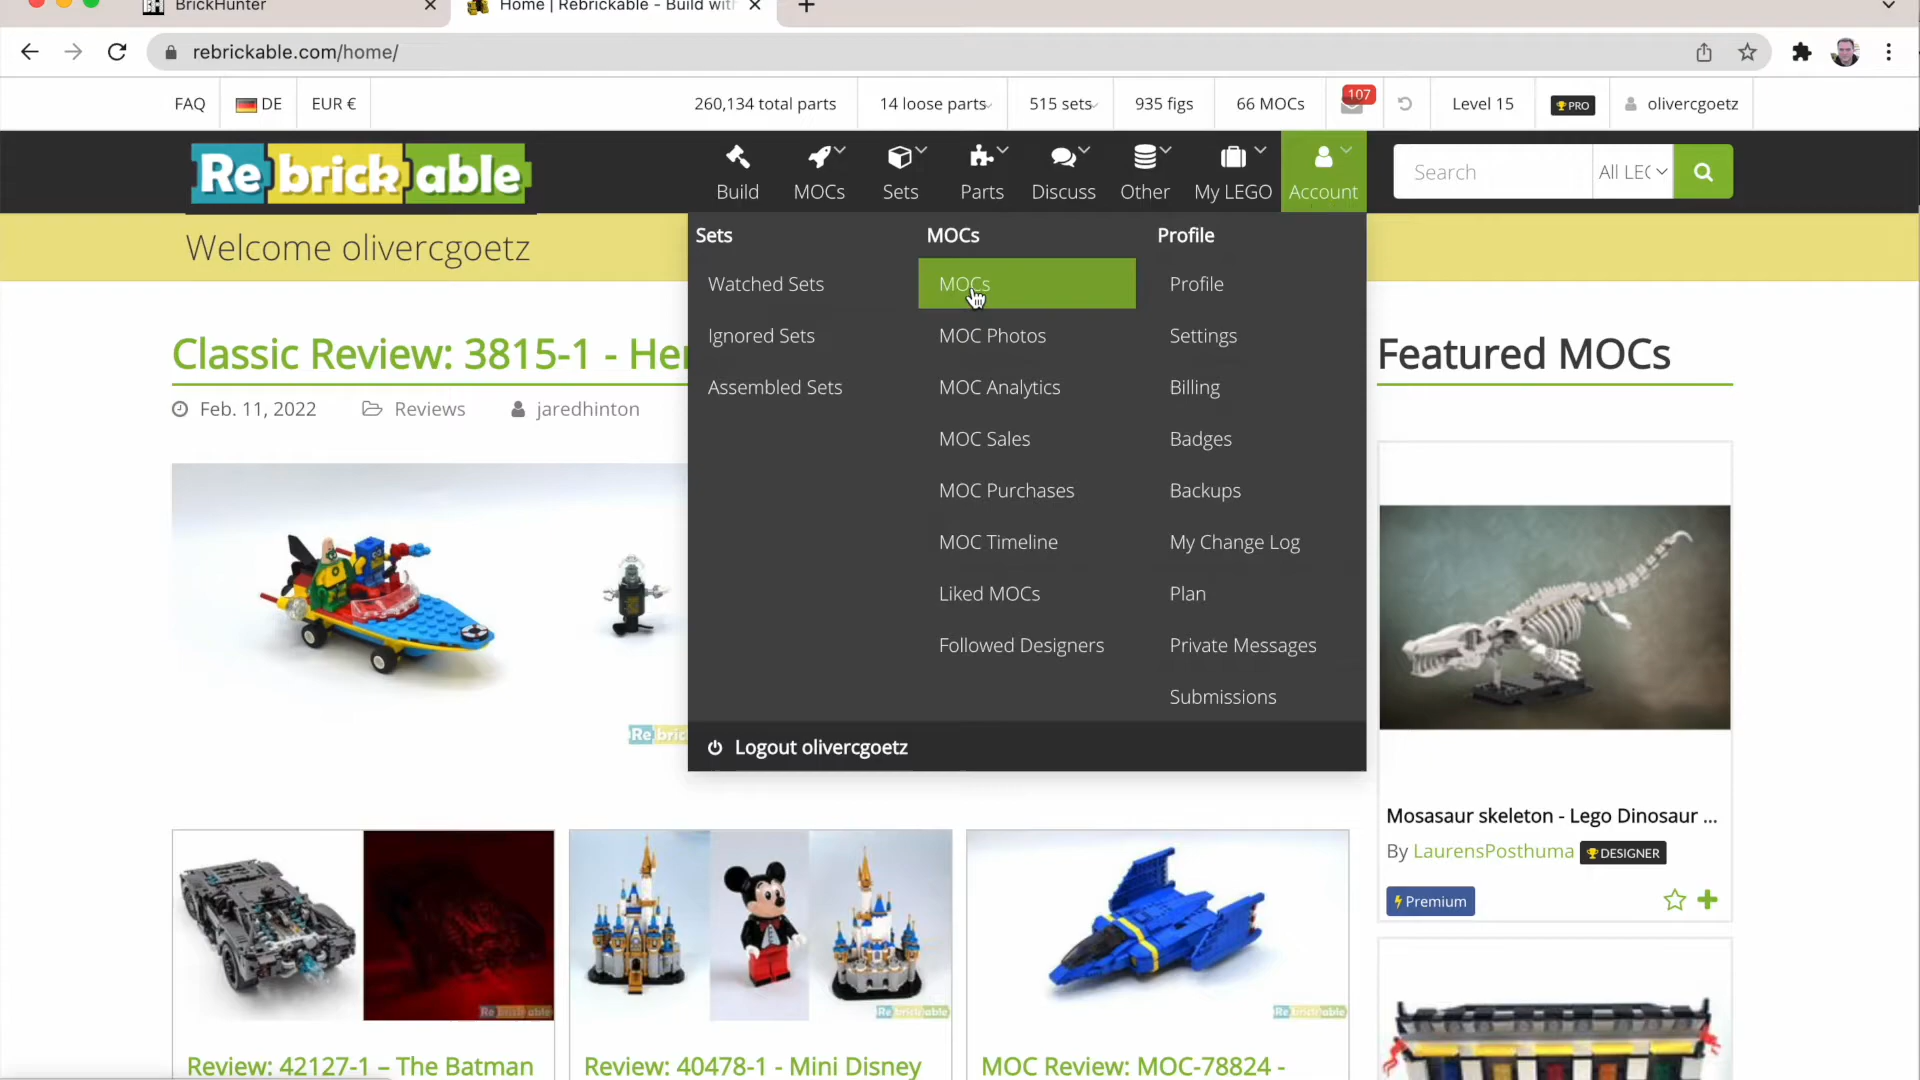 BrickHunter
Home | Rebrickable - Build with
rebrickable.com/home/
FAQ DE EUR € 260,134 total parts 14 loose parts 515 sets 935 figs 66 MOCs 107 Level 15 PRO olivercgoetz
Rebrickable
Build MOCs Sets Parts Discuss Other My LEGO Account Search All LEG
Welcome olivercgoetz
Sets
Watched Sets
Ignored Sets
Assembled Sets
MOCs
MOCs
MOC Photos
MOC Analytics
MOC Sales
MOC Purchases
MOC Timeline
Liked MOCs
Followed Designers
Profile
Profile
Settings
Billing
Badges
Backups
My Change Log
Plan
Private Messages
Submissions
Logout olivercgoetz
Classic Review: 3815-1 - He
Feb. 11, 2022 Reviews jaredhinton
Rebric
Featured MOCs
Mosasaur skeleton - Lego Dinosaur ...
By LaurensPosthuma DESIGNER
Premium
Rebrickable
Rebrickable
Rebrickable
Review: 42127-1 – The Batman
Review: 40478-1 - Mini Disney
MOC Review: MOC-78824 -